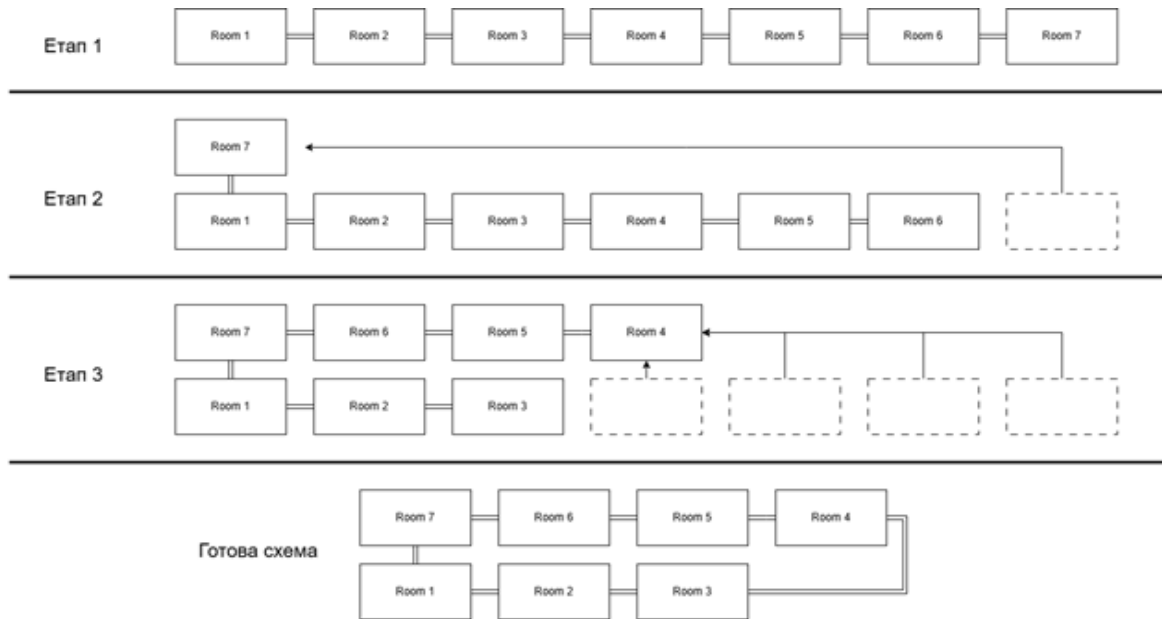 Етап 1
Room 1 Room 2 Room 3 Room 4 Room 5 Room 6 Room 7
Room 7
Етап 2
Room 1 Room 2 Room 3 Room 4 Room 5 Room 6
Room 7 Room 6 Room 5 Room 4
Етап 3
Room 1 Room 2 Room 3
Room 7 Room 6 Room 5 Room 4
Готова схема
Room 1 Room 2 Room 3